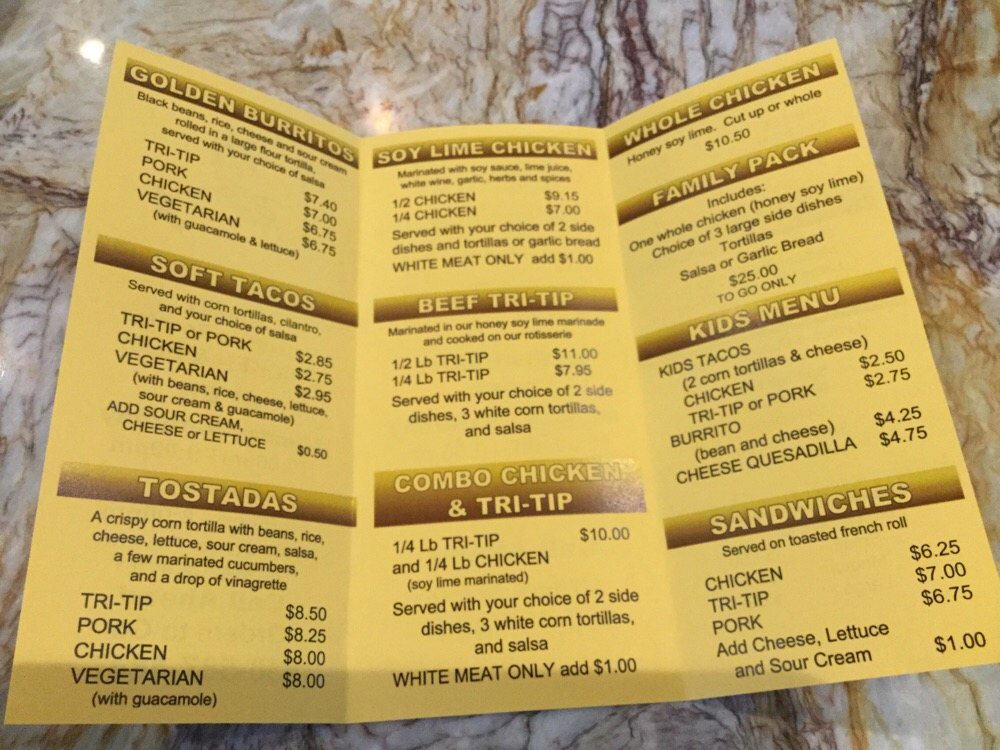 GOLDEN BURRITOS
Black beans, rice, cheese and sour cream
rolled in a large flour tortilla,
served with your choice of salsa
TRI-TIP $7.40
PORK $7.00
CHICKEN $6.75
VEGETARIAN $6.75
(with guacamole & lettuce)
SOFT TACOS
Served with corn tortillas, cilantro,
and your choice of salsa
TRI-TIP or PORK $2.85
CHICKEN $2.75
VEGETARIAN $2.95
(with beans, rice, cheese, lettuce,
sour cream & guacamole)
ADD SOUR CREAM,
CHEESE or LETTUCE $0.50
TOSTADAS
A crispy corn tortilla with beans, rice,
cheese, lettuce, sour cream, salsa,
a few marinated cucumbers,
and a drop of vinagrette
TRI-TIP $8.50
PORK $8.25
CHICKEN $8.00
VEGETARIAN $8.00
(with guacamole)
SOY LIME CHICKEN
Marinated with soy sauce, lime juice,
white wine, garlic, herbs and spices
1/2 CHICKEN $9.15
1/4 CHICKEN $7.00
Served with your choice of 2 side
dishes and tortillas or garlic bread
WHITE MEAT ONLY add $1.00
BEEF TRI-TIP
Marinated in our honey soy lime marinade
and cooked on our rotisserie
1/2 Lb TRI-TIP $11.00
1/4 Lb TRI-TIP $7.95
Served with your choice of 2 side
dishes, 3 white corn tortillas,
and salsa
COMBO CHICKEN
& TRI-TIP
1/4 Lb TRI-TIP $10.00
and 1/4 Lb CHICKEN
(soy lime marinated)
Served with your choice of 2 side
dishes, 3 white corn tortillas,
and salsa
WHITE MEAT ONLY add $1.00
WHOLE CHICKEN
Honey soy lime. Cut up or whole
$10.50
FAMILY PACK
Includes:
One whole chicken (honey soy lime)
Choice of 3 large side dishes
Tortillas
Salsa or Garlic Bread
$25.00
TO GO ONLY
KIDS MENU
KIDS TACOS
(2 corn tortillas & cheese)
CHICKEN $2.50
TRI-TIP or PORK $2.75
BURRITO
(bean and cheese) $4.25
CHEESE QUESADILLA $4.75
SANDWICHES
Served on toasted french roll
CHICKEN $6.25
TRI-TIP $7.00
PORK $6.75
Add Cheese, Lettuce
and Sour Cream $1.00